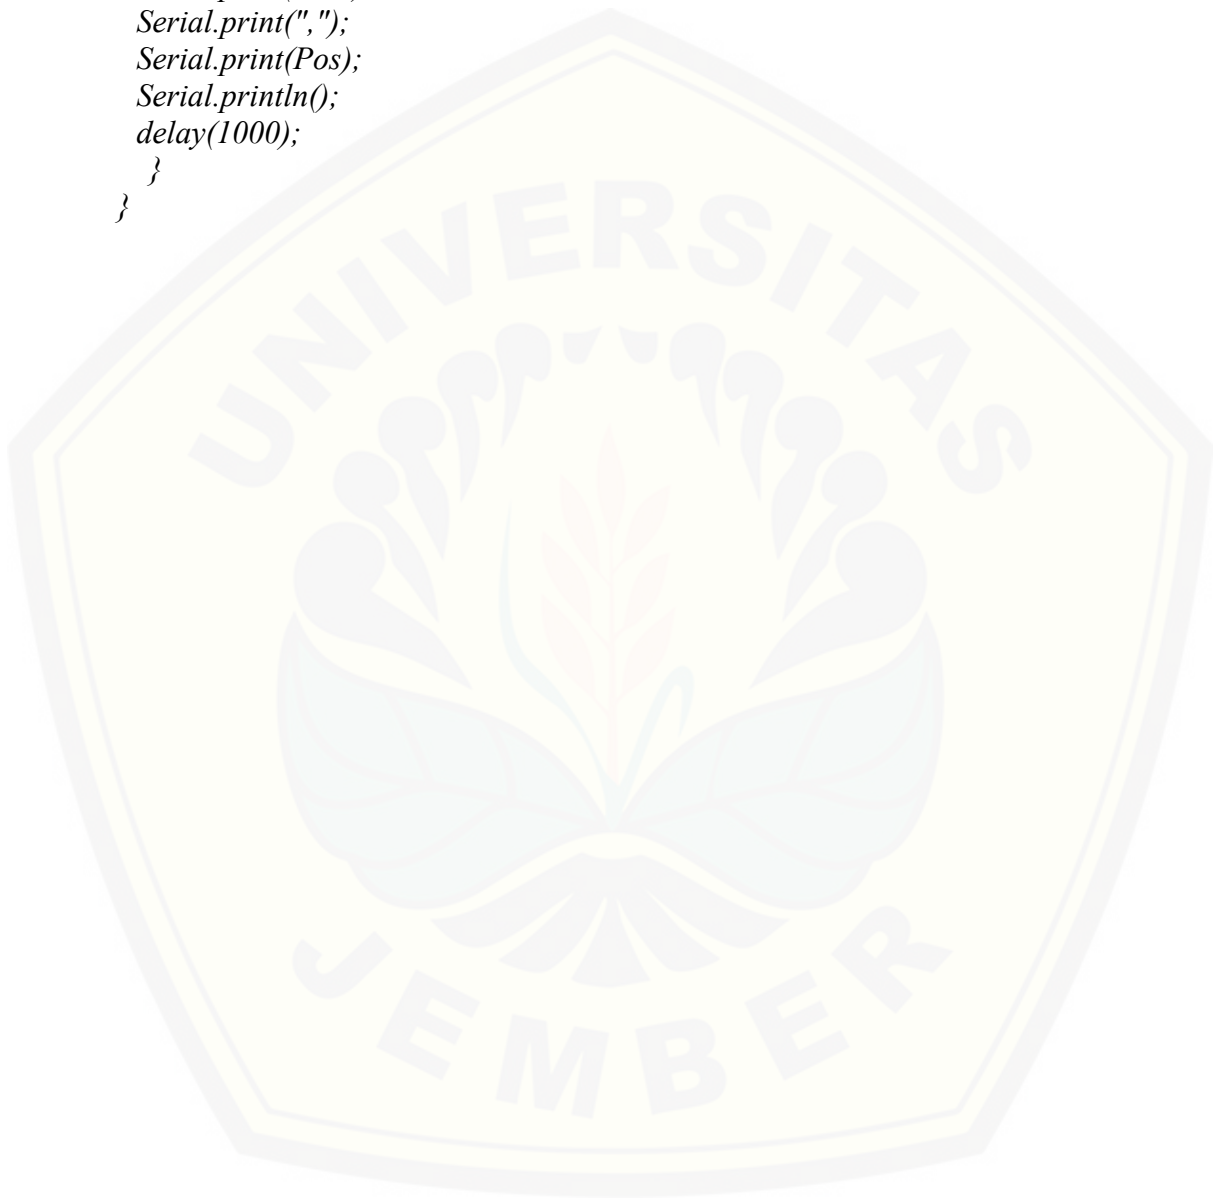 Serial.print(",");
Serial.print(Pos);
Serial.println();
delay(1000);
}
}
UNIVERSITAS
JEMBER